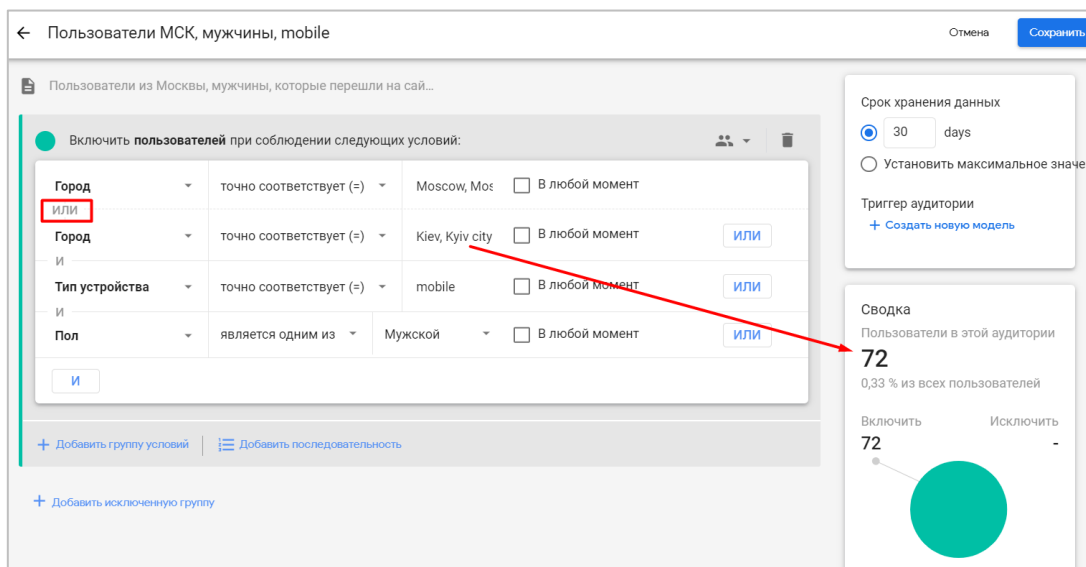 Пользователи МСК, мужчины, mobile
Отмена
Сохранить
Пользователи из Москвы, мужчины, которые перешли на сай...
Включить пользователей при соблюдении следующих условий:
Город точно соответствует (=) Moscow, Mos В любой момент
ИЛИ
Город точно соответствует (=) Kiev, Kyiv city В любой момент ИЛИ
И
Тип устройства точно соответствует (=) mobile В любой момент ИЛИ
И
Пол является одним из Мужской В любой момент ИЛИ
И
+ Добавить группу условий
Добавить последовательность
+ Добавить исключенную группу
Срок хранения данных
30 days
Установить максимальное значе
Триггер аудитории
+ Создать новую модель
Сводка
Пользователи в этой аудитории
72
0,33 % из всех пользователей
Включить Исключить
72 -